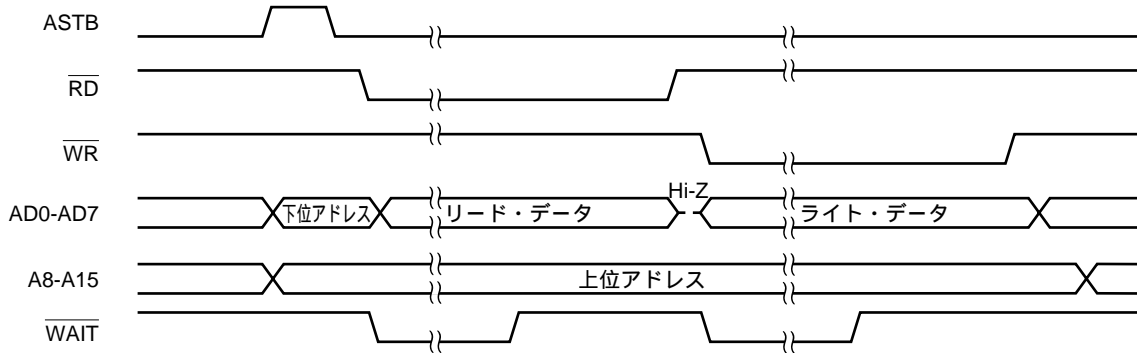 ASTB
RD
WR
Hi-Z
AD0-AD7 下位アドレス リード・データ ライト・データ
A8-A15 上位アドレス
WAIT